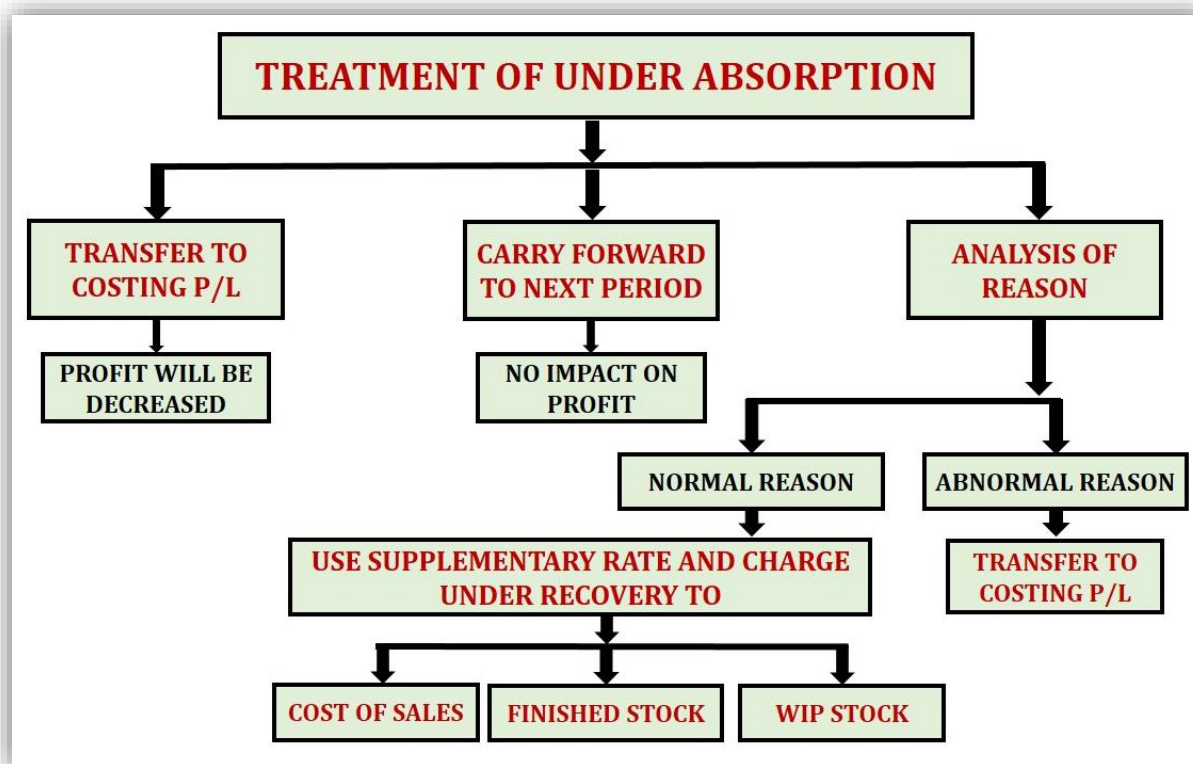 TREATMENT OF UNDER ABSORPTION
TRANSFER TO
COSTING P/L
CARRY FORWARD
TO NEXT PERIOD
ANALYSIS OF
REASON
PROFIT WILL BE
DECREASED
NO IMPACT ON
PROFIT
NORMAL REASON
ABNORMAL REASON
USE SUPPLEMENTARY RATE AND CHARGE
UNDER RECOVERY TO
TRANSFER TO
COSTING P/L
COST OF SALES
FINISHED STOCK
WIP STOCK